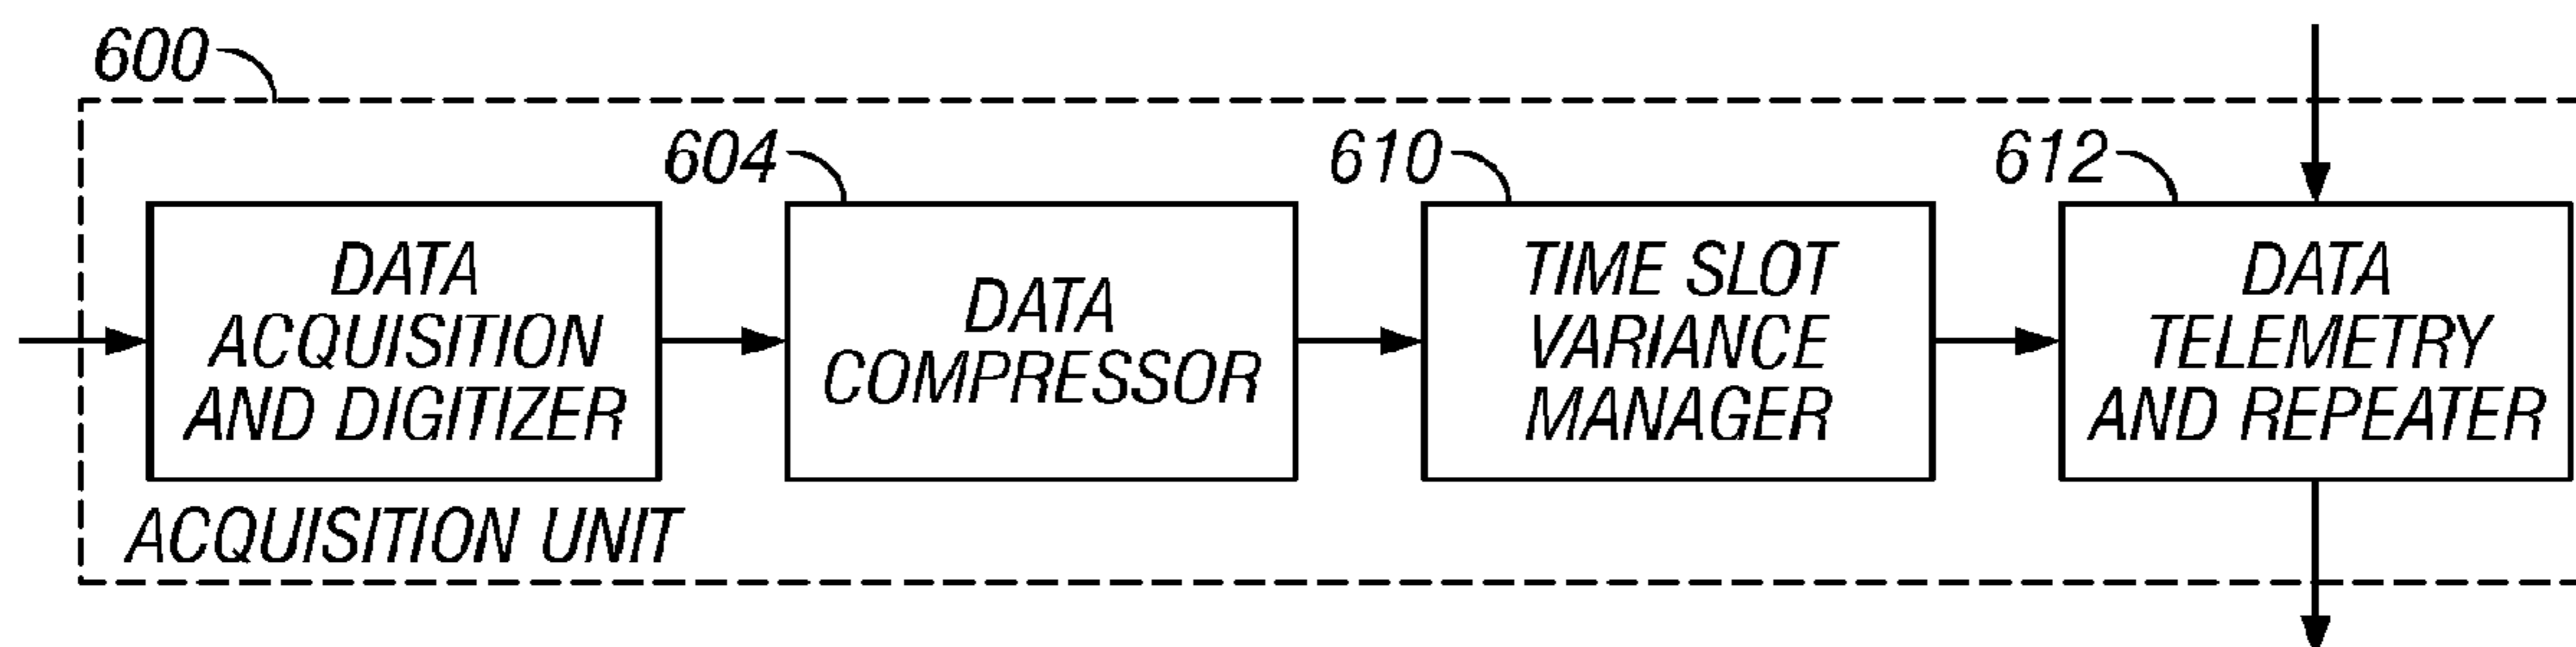 600
604
610
612
DATA
ACQUISITION
AND DIGITIZER
DATA
COMPRESSOR
TIME SLOT
VARIANCE
MANAGER
DATA
TELEMETRY
AND REPEATER
ACQUISITION UNIT